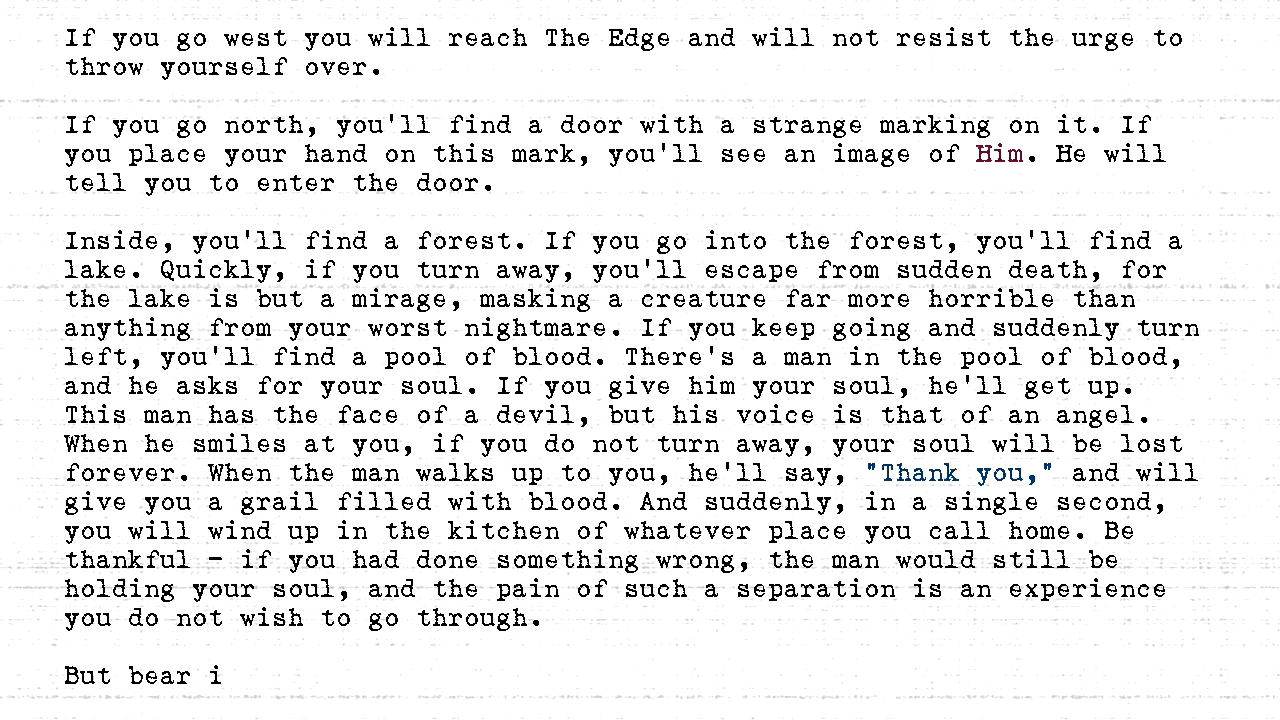 If you go west you will reach The Edge and will not resist the urge to
throw yourself over.
If you go north, you'll find a door with a strange marking on it. If
you place your hand on this mark, you'll see an image of Him. He will
tell you to enter the door.
Inside, you'll find a forest. If you go into the forest, you'll find a
lake. Quickly, if you turn away, you'll escape from sudden death, for
the lake is but a mirage, masking a creature far more horrible than
anything from your worst nightmare. If you keep going and suddenly turn
left, you'll find a pool of blood. There's a man in the pool of blood,
and he asks for your soul. If you give him your soul, he'll get up.
This man has the face of a devil, but his voice is that of an angel.
When he smiles at you, if you do not turn away, your soul will be lost
forever. When the man walks up to you, he'll say, "Thank you," and will
give you a grail filled with blood. And suddenly, in a single second,
you will wind up in the kitchen of whatever place you call home. Be
thankful – if you had done something wrong, the man would still be
holding your soul, and the pain of such a separation is an experience
you do not wish to go through.
But bear i